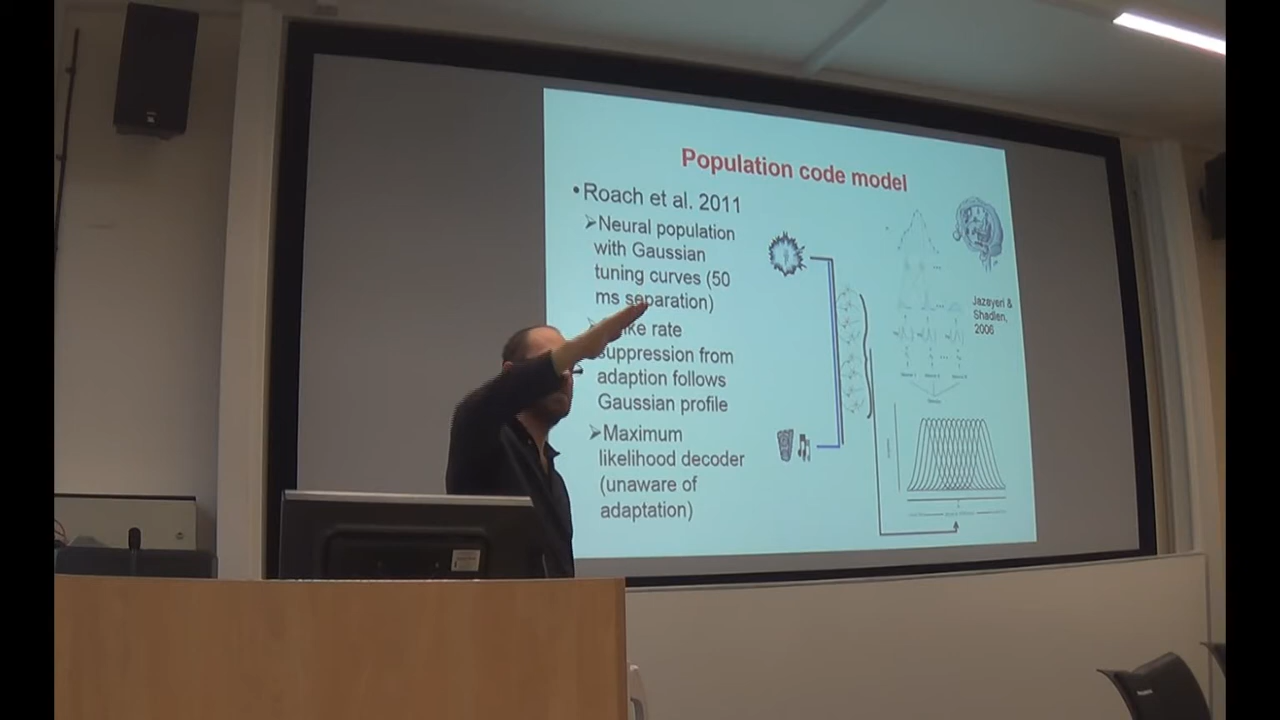 Population code model
•Roach et al. 2011
➢Neural population
with Gaussian
tuning curves (50
ms separation)
rate
suppression from
adaption follows
Gaussian profile
➢Maximum
likelihood decoder
(unaware of
adaptation)
Jazayeri &
Shadlen,
2006